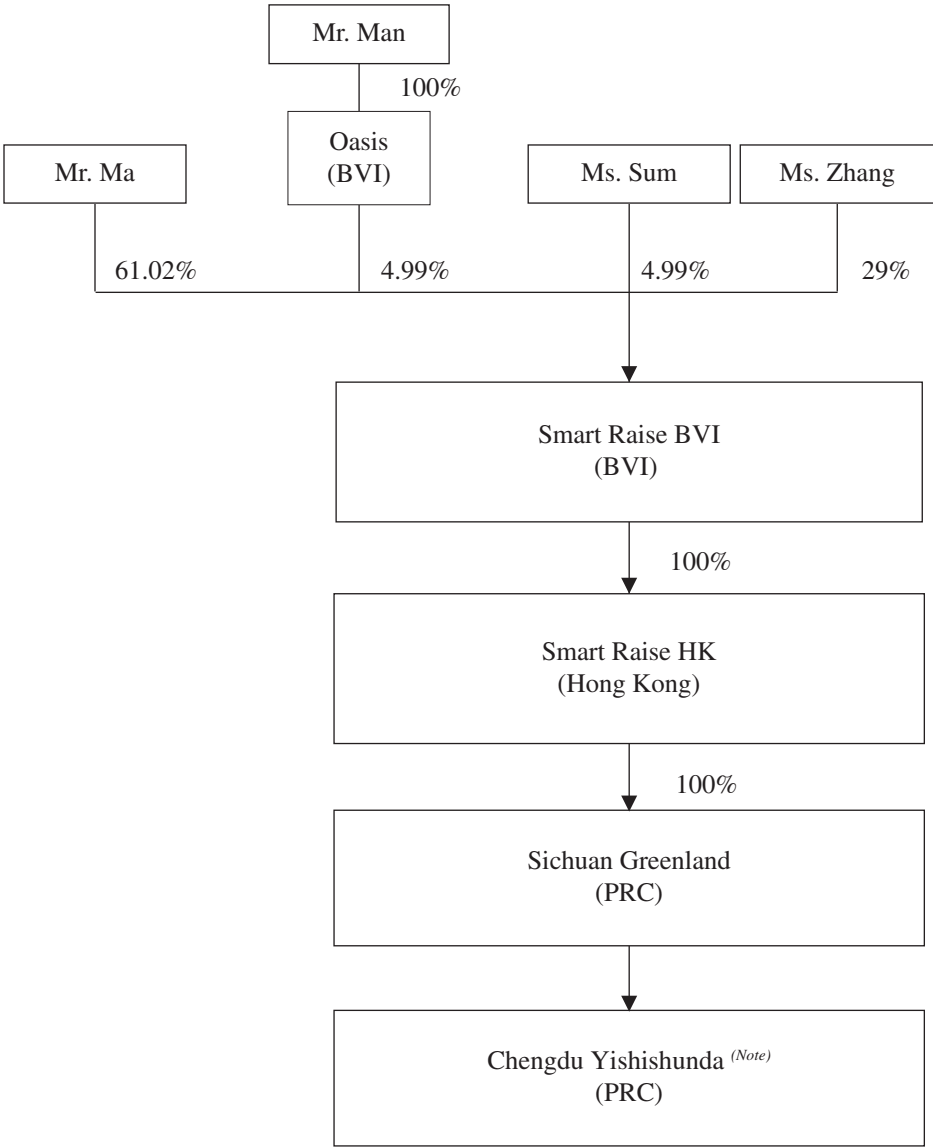 Mr. Man
100%
Oasis
(BVI)
Mr. Ma
Ms. Sum
Ms. Zhang
61.02%
4.99%
4.99%
29%
Smart Raise BVI
(BVI)
100%
Smart Raise HK
(Hong Kong)
100%
Sichuan Greenland
(PRC)
Chengdu Yishishunda (Note)
(PRC)